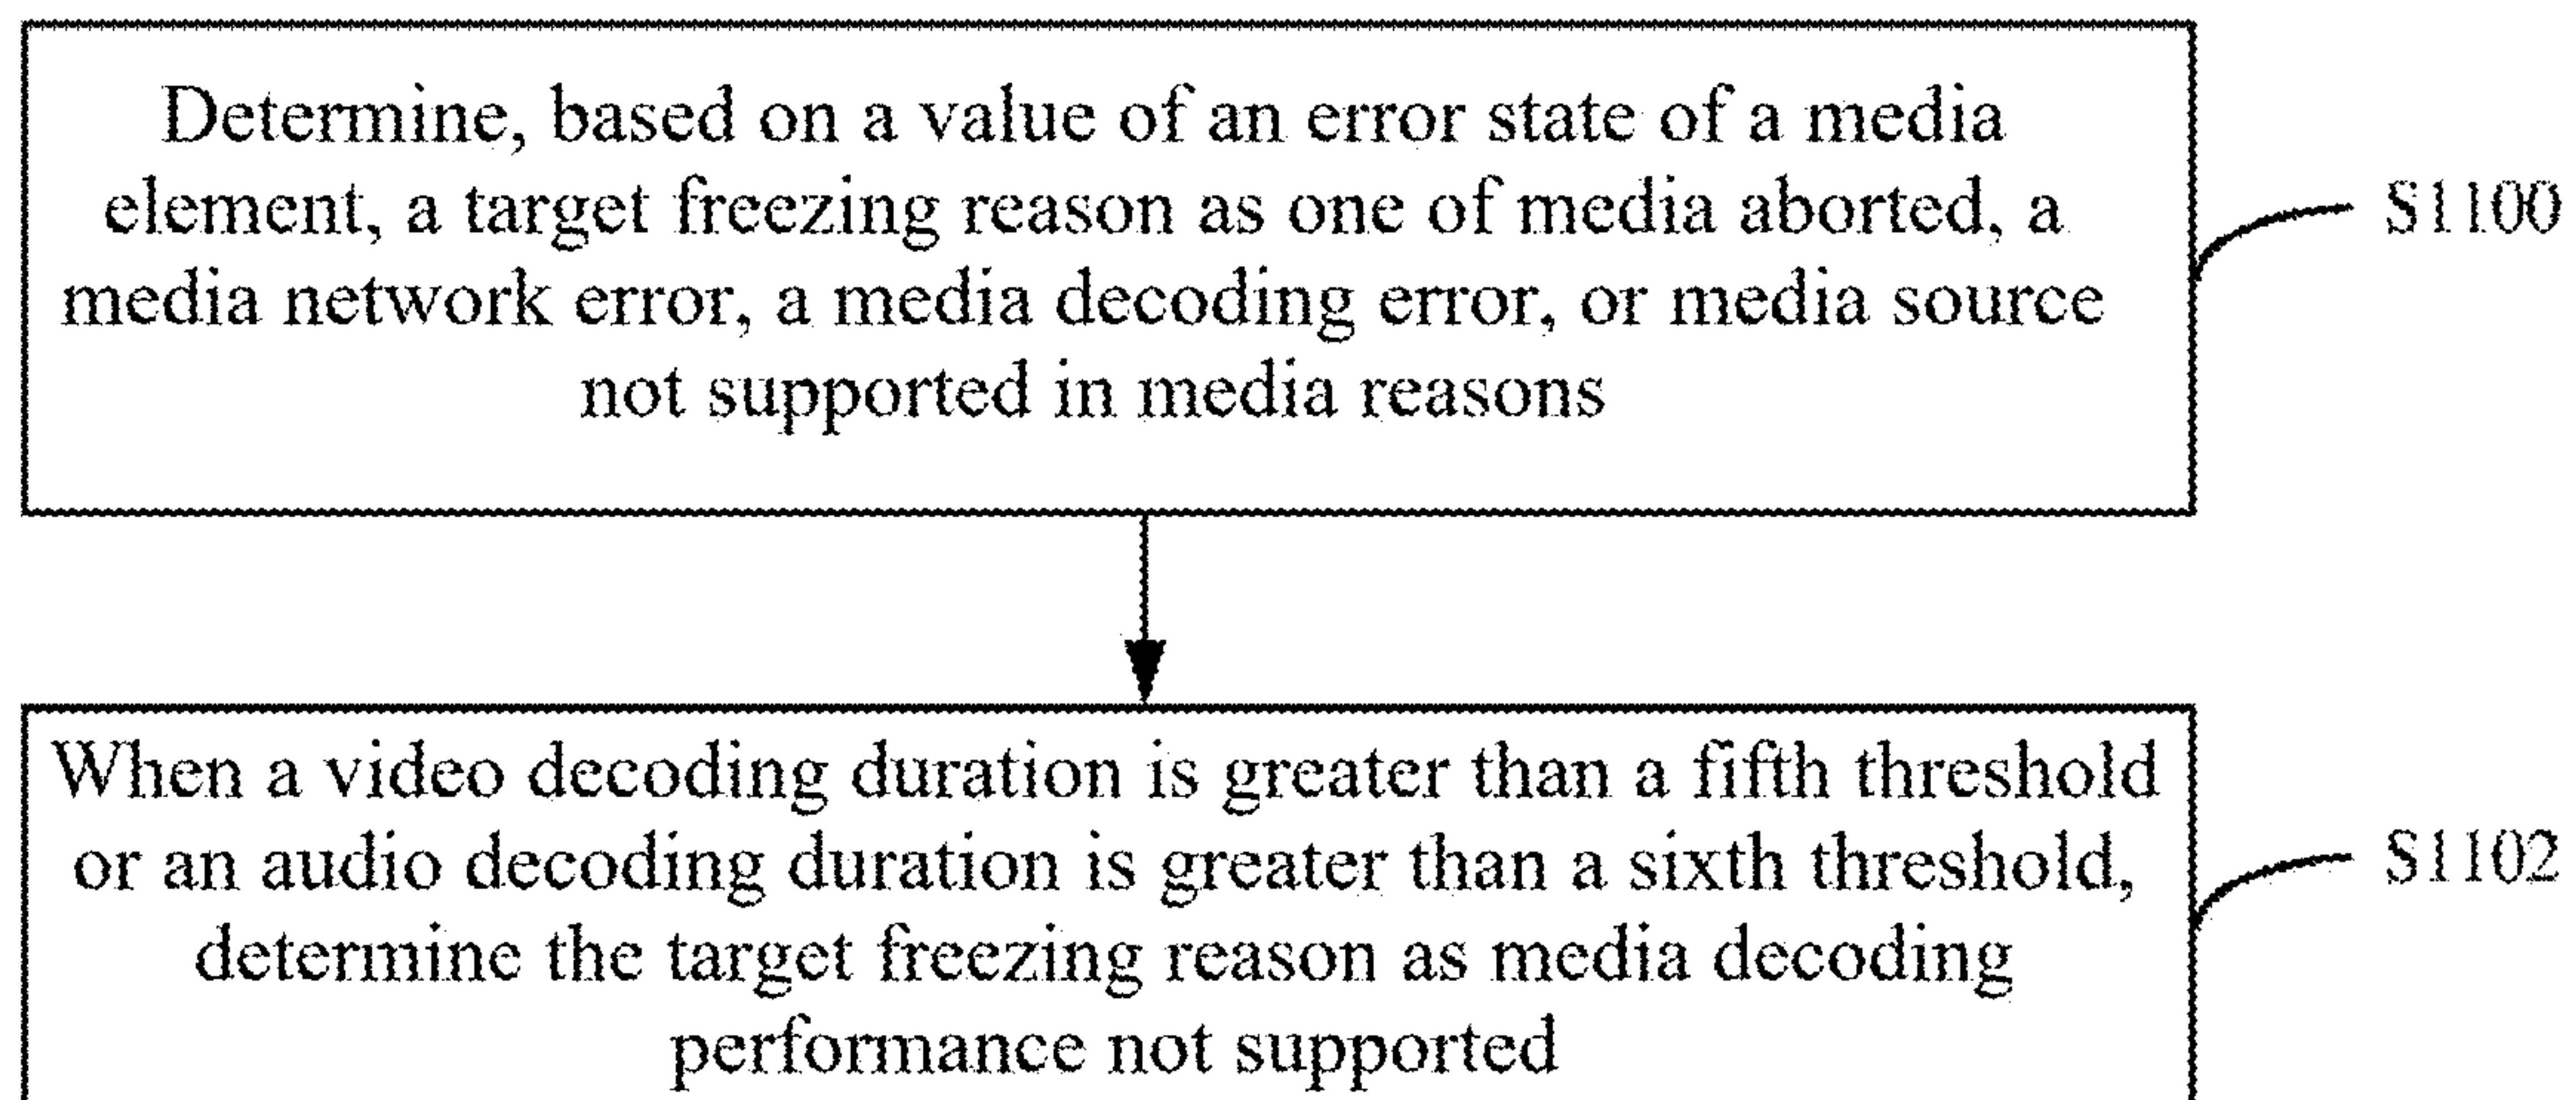 Determine, based on a value of an error state of a media
element, a target freezing reason as one of media aborted, a
media network error, a media decoding error, or media source
not supported in media reasons
S1100
When a video decoding duration is greater than a fifth threshold
or an audio decoding duration is greater than a sixth threshold,
determine the target freezing reason as media decoding
performance not supported
S1102